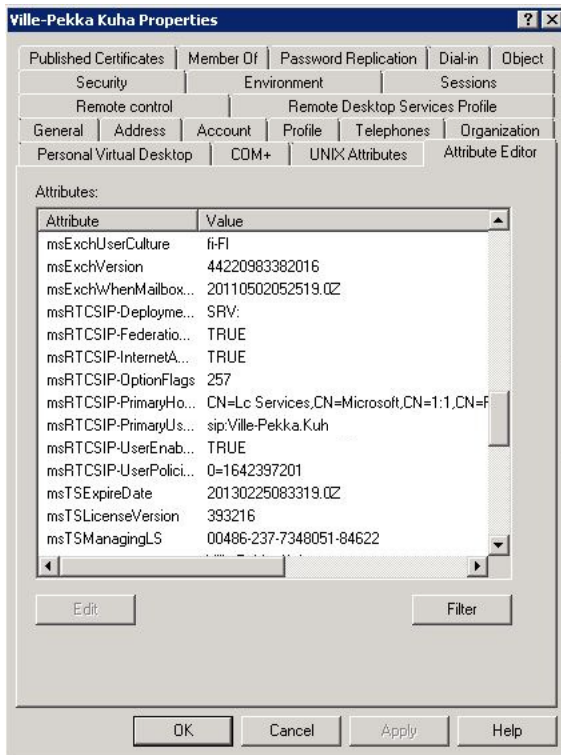 Ville-Pekka Kuha Properties
Published Certificates Member Of Password Replication Dial-in Object
Security Environment Sessions
Remote control Remote Desktop Services Profile
General Address Account Profile Telephones Organization
Personal Virtual Desktop COM+ UNIX Attributes Attribute Editor
Attributes:
Attribute Value
msExchUserCulture fi-FI
msExchVersion 44220983382016
msExchWhenMailbox... 20110502052519.0Z
msRTCSIP-Deployme... SRV:
msRTCSIP-Federatio... TRUE
msRTCSIP-InternetA... TRUE
msRTCSIP-OptionFlags 257
msRTCSIP-PrimaryHo... CN=Lc Services,CN=Microsoft,CN=1:1,CN=F
msRTCSIP-PrimaryUs... sip:Ville-Pekka.Kuh
msRTCSIP-UserEnab... TRUE
msRTCSIP-UserPolici... 0=1642397201
msTSExpireDate 20130225083319.0Z
msTSLicenseVersion 393216
msTSManagingLS 00486-237-7348051-84622
Edit Filter
OK Cancel Apply Help